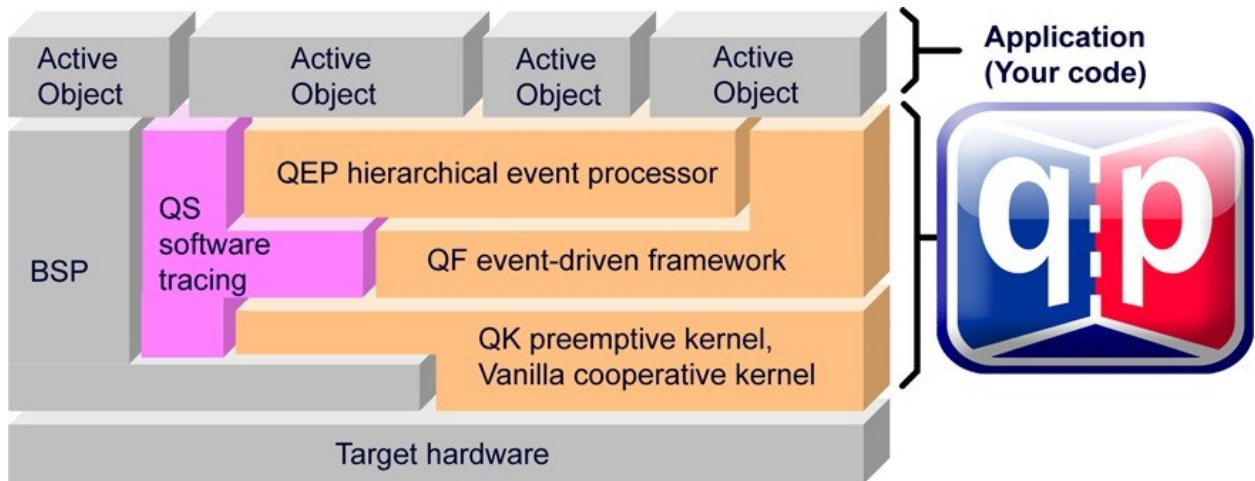 Active
Object
Active
Object
Active
Object
Active
Object
Application
(Your code)
QEP hierarchical event processor
QS
software
tracing
BSP
QF event-driven framework
QK preemptive kernel,
Vanilla cooperative kernel
Target hardware
qp